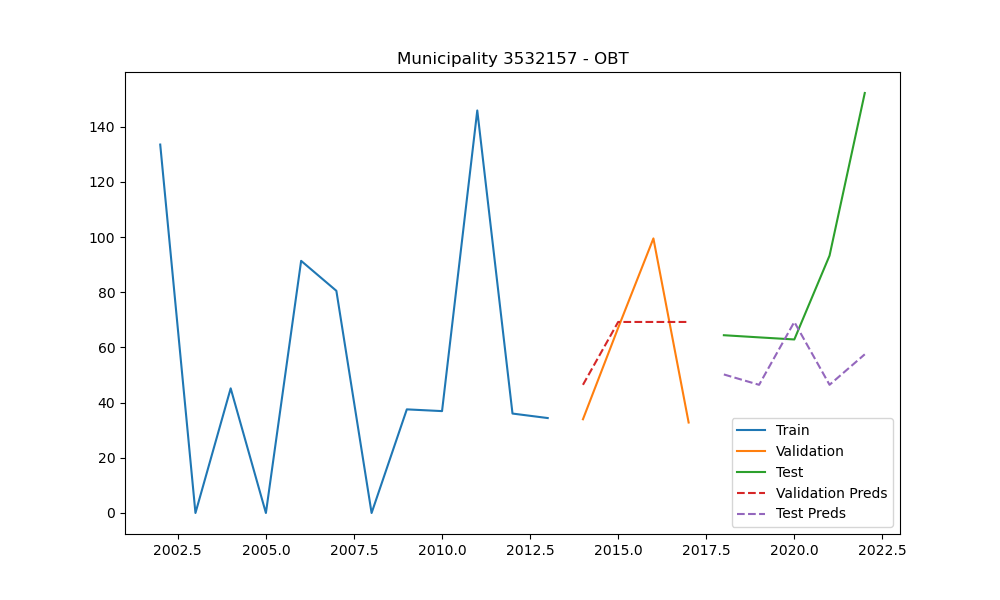 Municipality 3532157 - OBT
140
120
100
80
60
40
20
0
Train
Validation
Test
Validation Preds
Test Preds
2002.5 2005.0 2007.5 2010.0 2012.5 2015.0 2017.5 2020.0 2022.5